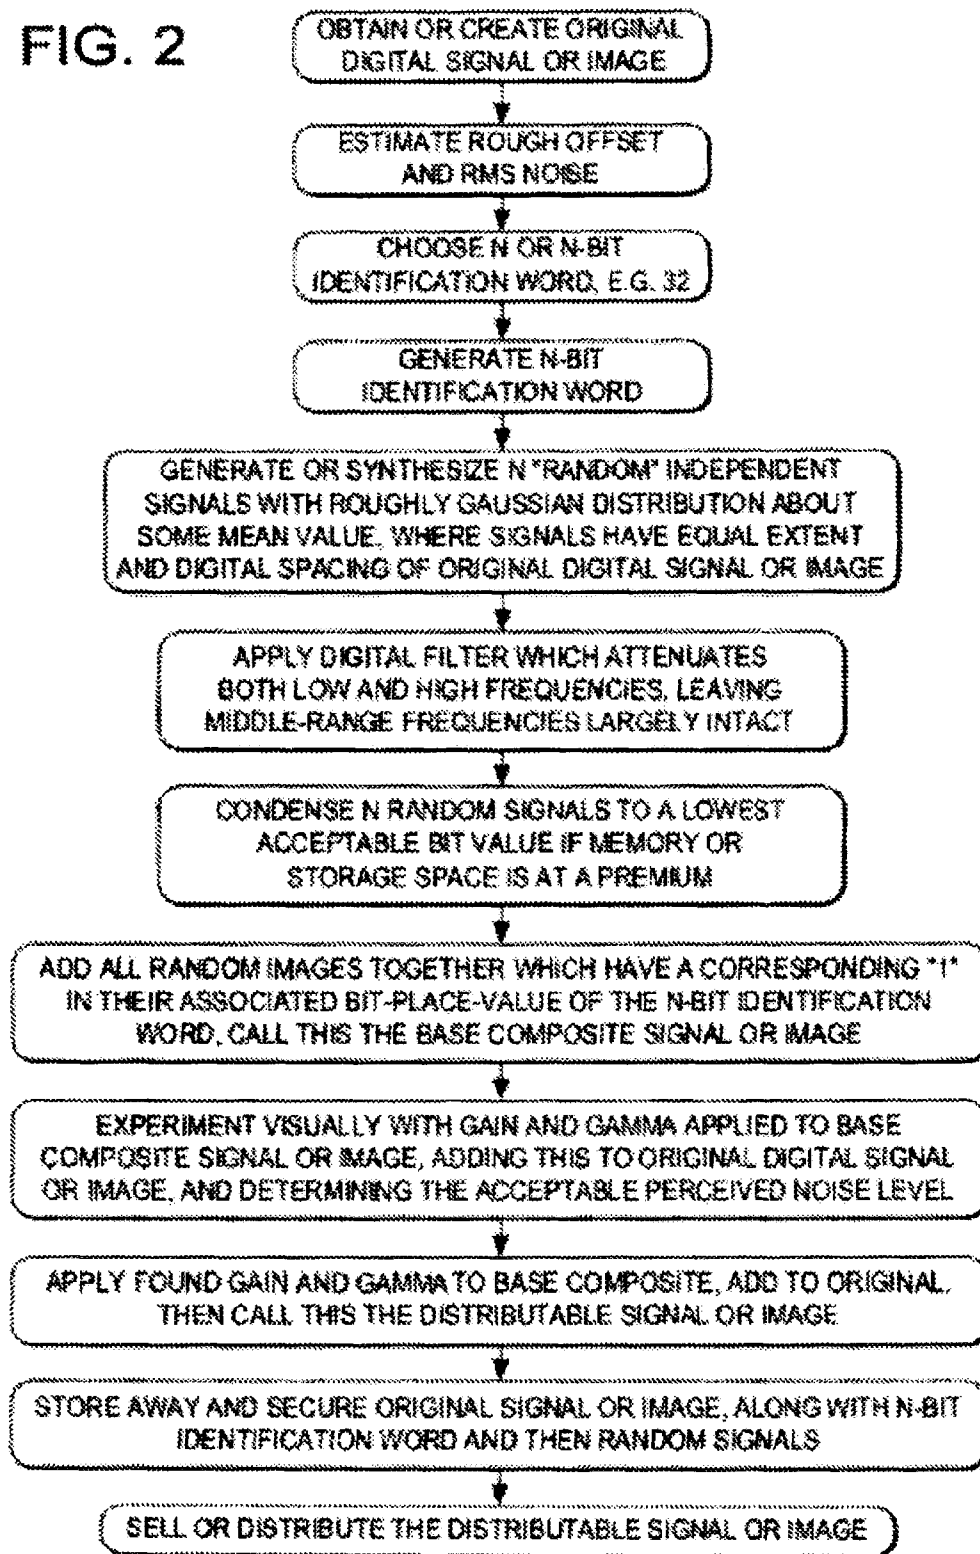 FIG. 2
OBTAIN OR CREATE ORIGINAL
DIGITAL SIGNAL OR IMAGE
ESTIMATE ROUGH OFFSET
AND RMS NOISE
CHOOSE N OR N-BIT
IDENTIFICATION WORD, E.G. 32
GENERATE N-BIT
IDENTIFICATION WORD
GENERATE OR SYNTHESIZE N "RANDOM" INDEPENDENT
SIGNALS WITH ROUGHLY GAUSSIAN DISTRIBUTION ABOUT
SOME MEAN VALUE, WHERE SIGNALS HAVE EQUAL EXTENT
AND DIGITAL SPACING OF ORIGINAL DIGITAL SIGNAL OR IMAGE
APPLY DIGITAL FILTER WHICH ATTENUATES
BOTH LOW AND HIGH FREQUENCIES, LEAVING
MIDDLE-RANGE FREQUENCIES LARGELY INTACT
CONDENSE N RANDOM SIGNALS TO A LOWEST
ACCEPTABLE BIT VALUE IF MEMORY OR
STORAGE SPACE IS AT A PREMIUM
ADD ALL RANDOM IMAGES TOGETHER WHICH HAVE A CORRESPONDING "1"
IN THEIR ASSOCIATED BIT-PLACE-VALUE OF THE N-BIT IDENTIFICATION
WORD, CALL THIS THE BASE COMPOSITE SIGNAL OR IMAGE
EXPERIMENT VISUALLY WITH GAIN AND GAMMA APPLIED TO BASE
COMPOSITE SIGNAL OR IMAGE, ADDING THIS TO ORIGINAL DIGITAL SIGNAL
OR IMAGE, AND DETERMINING THE ACCEPTABLE PERCEIVED NOISE LEVEL
APPLY FOUND GAIN AND GAMMA TO BASE COMPOSITE, ADD TO ORIGINAL,
THEN CALL THIS THE DISTRIBUTABLE SIGNAL OR IMAGE
STORE AWAY AND SECURE ORIGINAL SIGNAL OR IMAGE, ALONG WITH N-BIT
IDENTIFICATION WORD AND THEN RANDOM SIGNALS
SELL OR DISTRIBUTE THE DISTRIBUTABLE SIGNAL OR IMAGE